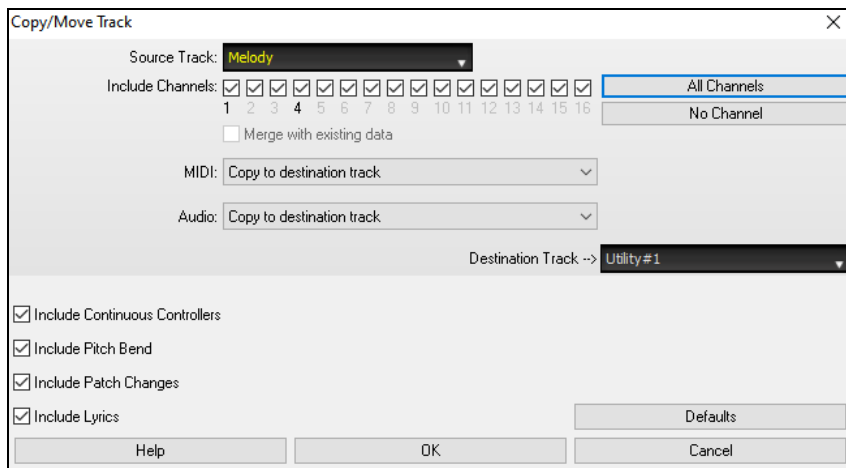 Copy/Move Track
Source Track: Melody
Include Channels: All Channels
1 2 3 4 5 6 7 8 9 10 11 12 13 14 15 16 No Channel
Merge with existing data
MIDI: Copy to destination track
Audio: Copy to destination track
Destination Track --> Utility#1
Include Continuous Controllers
Include Pitch Bend
Include Patch Changes
Include Lyrics Defaults
Help OK Cancel